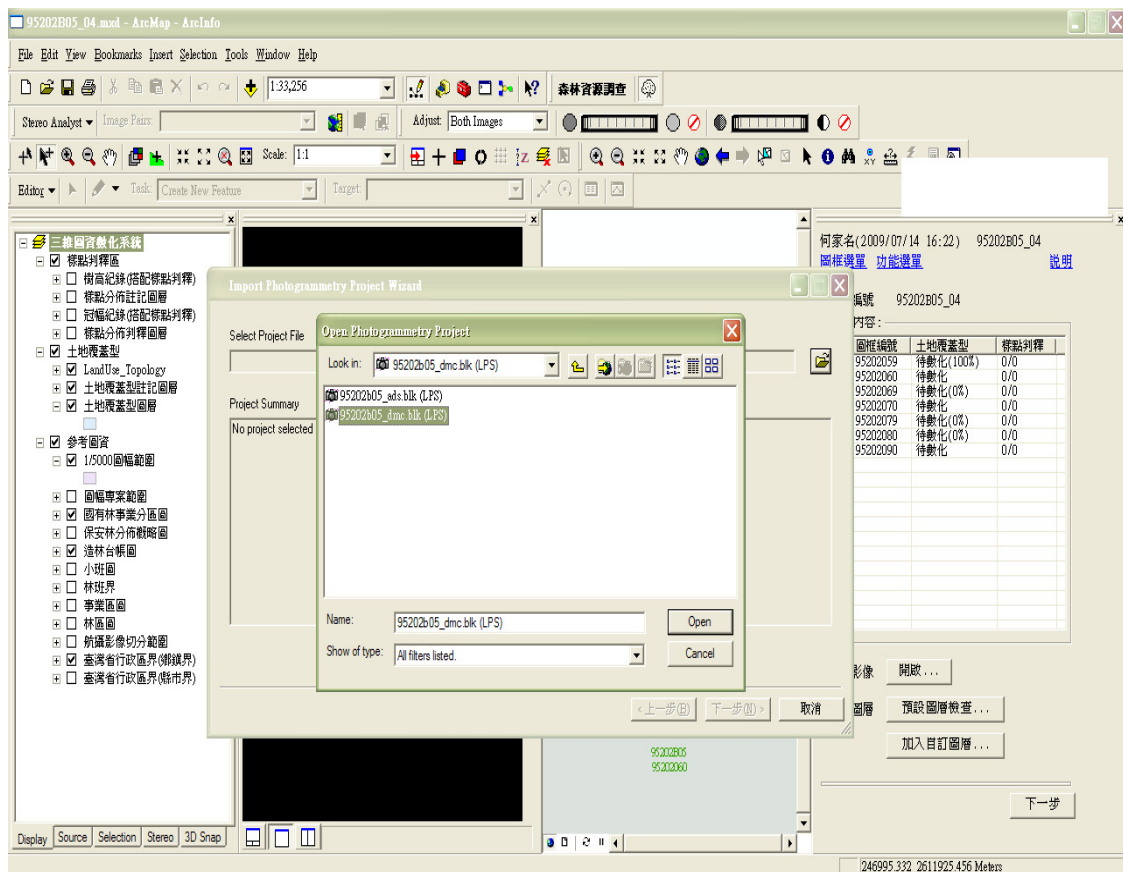 95202B05_04.mxd - ArcMap - ArcInfo
File Edit View Bookmarks Insert Selection Tools Window Help
1:33,256
森林資源調查
Stereo Analyst
Image Pairs:
Adjust: Both Images
Scale: 1:1
Editor
Task: Create New Feature
Target:
三維圖資數化系統
樣點判釋區
樹高紀錄(搭配樣點判釋)
樣點分佈註記圖層
冠幅紀錄(搭配樣點判釋)
樣點分佈判釋圖層
土地覆蓋型
LandUse_Topology
土地覆蓋型註記圖層
土地覆蓋型圖層
參考圖資
1/5000圖幅範圍
圖幅專案範圍
國有林事業分區圖
保安林分佈概略圖
造林台帳圖
小班圖
林班界
事業區圖
林區圖
航攝影像切分範圍
臺灣省行政區界(鄉鎮界)
臺灣省行政區界(縣市界)
Display Source Selection Stereo 3D Snap
Import Photogrammetry Project Wizard
Select Project File
Project Summary
No project selected
Open Photogrammetry Project
Look in: 95202b05_dmc.blk (LPS)
95202b05_ads.blk (LPS)
95202b05_dmc.blk (LPS)
Name: 95202b05_dmc.blk (LPS) Open
Show of type: All filters listed. Cancel
<上一步(B) 下一步(N)> 取消
95202B05
95202060
何家名(2009/07/14 16:22) 95202B05_04
圖框選單 功能選單 說明
編號 95202B05_04
內容:
圖框編號 土地覆蓋型 樣點判釋
95202059 待數化(100%) 0/0
95202060 待數化 0/0
95202069 待數化(0%) 0/0
95202070 待數化 0/0
95202079 待數化(0%) 0/0
95202080 待數化(0%) 0/0
95202090 待數化 0/0
影像 開啟...
圖層 預設圖層檢查...
加入自訂圖層...
下一步
246995.332 2611925.456 Meters